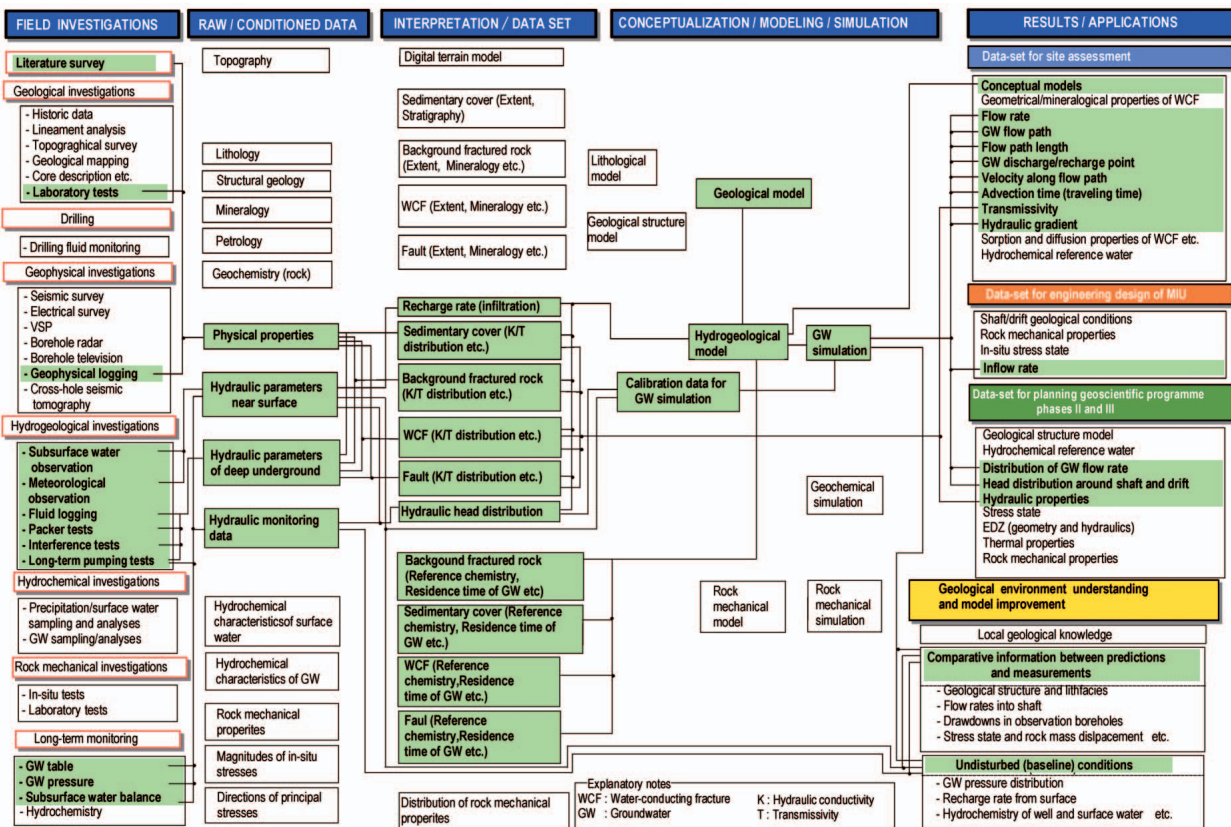 FIELD INVESTIGATIONS
Literature survey
Geological investigations
- Historic data
- Lineament analysis
- Topograghical survey
- Geological mapping
- Core description etc.
- Laboratory tests
Drilling
- Drilling fluid monitoring
Geophysical investigations
- Seismic survey
- Electrical survey
- VSP
- Borehole radar
- Borehole television
- Geophysical logging
- Cross-hole seismic
tomography
Hydrogeological investigations
- Subsurface water
observation
- Meteorological
observation
- Fluid logging
- Packer tests
- Interference tests
- Long-term pumping tests
Hydrochemical investigations
- Precipitation/surface water
sampling and analyses
- GW sampling/analyses
Rock mechanical investigations
- In-situ tests
- Laboratory tests
Long-term monitoring
- GW table
- GW pressure
- Subsurface water balance
- Hydrochemistry
RAW / CONDITIONED DATA
Topography
Lithology
Structural geology
Mineralogy
Petrology
Geochemistry (rock)
Physical properties
Hydraulic parameters
near surface
Hydraulic parameters
of deep underground
Hydraulic monitoring
data
Hydrochemical
characteristicsof surface
water
Hydrochemical
characteristics of GW
Rock mechanical
properites
Magnitudes of in-situ
stresses
Directions of principal
stresses
INTERPRETATION / DATA SET
Digital terrain model
Sedimentary cover (Extent,
Stratigraphy)
Background fractured rock
(Extent, Mineralogy etc.)
WCF (Extent, Mineralogy etc.)
Fault (Extent, Mineralogy etc.)
Recharge rate (infiltration)
Sedimentary cover (K/T
distribution etc.)
Background fractured rock
(K/T distribution etc.)
WCF (K/T distribution etc.)
Fault (K/T distribution etc.)
Hydraulic head distribution
Background fractured rock
(Reference chemistry,
Residence time of GW etc)
Sedimentary cover (Reference
chemistry, Residence time of
GW etc.)
WCF (Reference
chemistry,Residence
time of GW etc.)
Faul (Reference
chemistry,Residence
time of GW etc.)
Distribution of rock mechanical
properites
CONCEPTUALIZATION / MODELING / SIMULATION
Lithological
model
Geological structure
model
Geological model
Hydrogeological
model
GW
simulation
Calibration data for
GW simulation
Geochemical
simulation
Rock
mechanical
model
Rock
mechanical
simulation
Explanatory notes
WCF : Water-conducting fracture
GW : Groundwater
K : Hydraulic conductivity
T : Transmissivity
RESULTS / APPLICATIONS
Data-set for site assessment
Conceptual models
Geometrical/mineralogical properties of WCF
Flow rate
GW flow path
Flow path length
GW discharge/recharge point
Velocity along flow path
Advection time (traveling time)
Transmissivity
Hydraulic gradient
Sorption and diffusion properties of WCF etc.
Hydrochemical reference water
Data-set for engineering design of MIU
Shaft/drift geological conditions
Rock mechanical properties
In-situ stress state
Inflow rate
Data-set for planning geoscientific programme
phases II and III
Geological structure model
Hydrochemical reference water
Distribution of GW flow rate
Head distribution around shaft and drift
Hydraulic properties
Stress state
EDZ (geometry and hydraulics)
Thermal properties
Rock mechanical properties
Geological environment understanding
and model improvement
Local geological knowledge
Comparative information between predictions
and measurements
- Geological structure and lithfacies
- Flow rates into shaft
- Drawdowns in observation boreholes
- Stress state and rock mass dislpacement etc.
Undisturbed (baseline) conditions
- GW pressure distribution
- Recharge rate from surface
- Hydrochemistry of well and surface water etc.